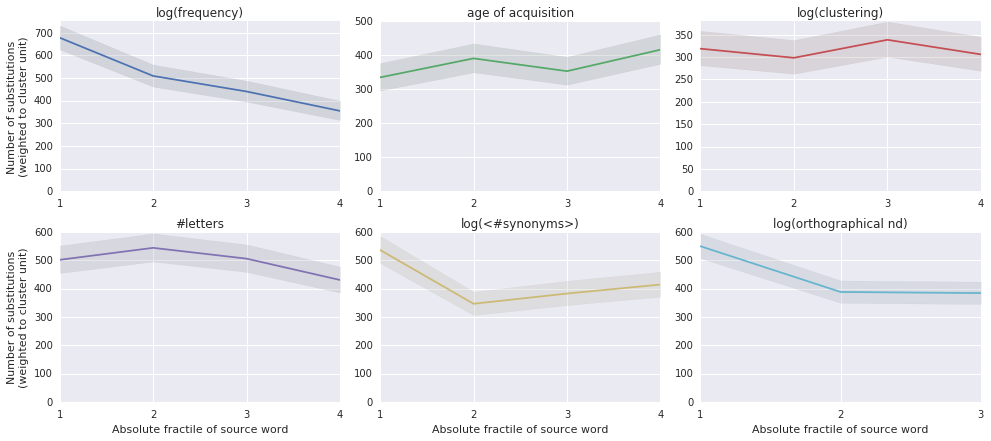 log(frequency)
age of acquisition
log(clustering)
Number of substitutions
(weighted to cluster unit)
700
600
500
400
300
200
100
0
1 2 3 4
500
400
300
200
100
0
1 2 3 4
350
300
250
200
150
100
50
0
1 2 3 4
#letters
log(<#synonyms>)
log(orthographical nd)
Number of substitutions
(weighted to cluster unit)
600
500
400
300
200
100
0
1 2 3 4
Absolute fractile of source word
600
500
400
300
200
100
0
1 2 3 4
Absolute fractile of source word
600
500
400
300
200
100
0
1 2 3
Absolute fractile of source word